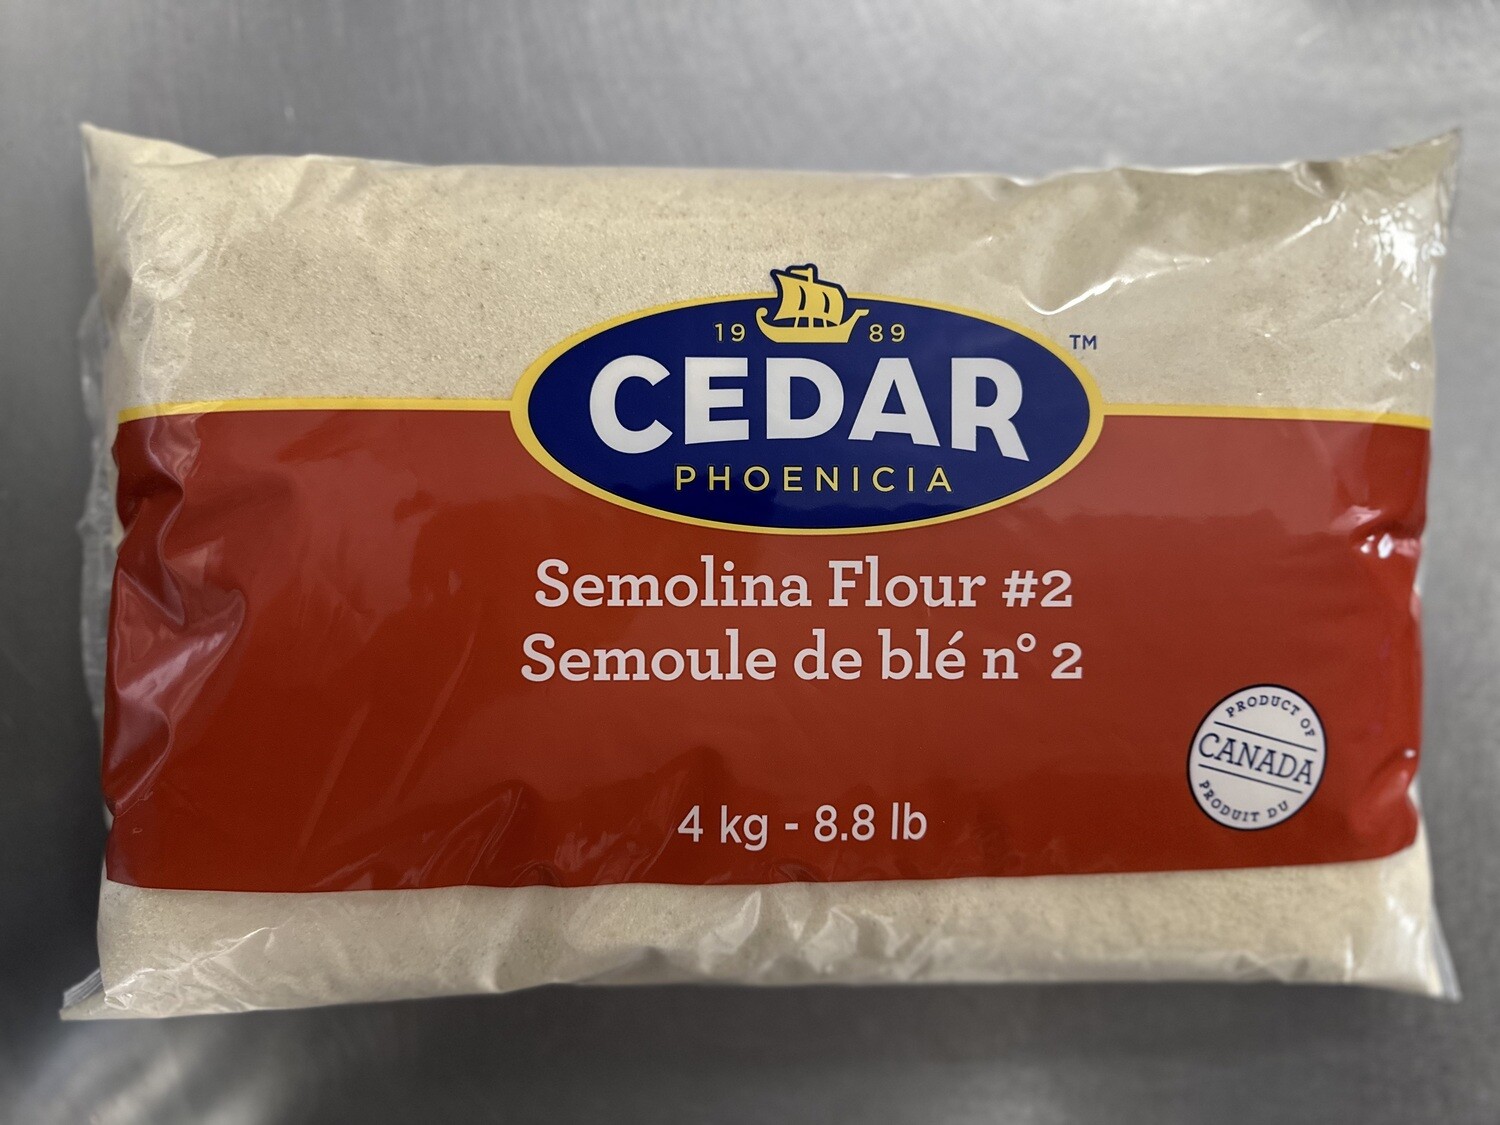 19 89
CEDAR
PHOENICIA
TM
Semolina Flour #2
Semoule de blé n° 2
4 kg - 8.8 lb
PRODUCT OF
CANADA
PRODUIT DU